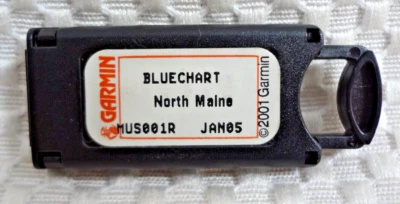 GARMIN
BLUECHART
North Maine
MUS001R JAN05
©2001 Garmin